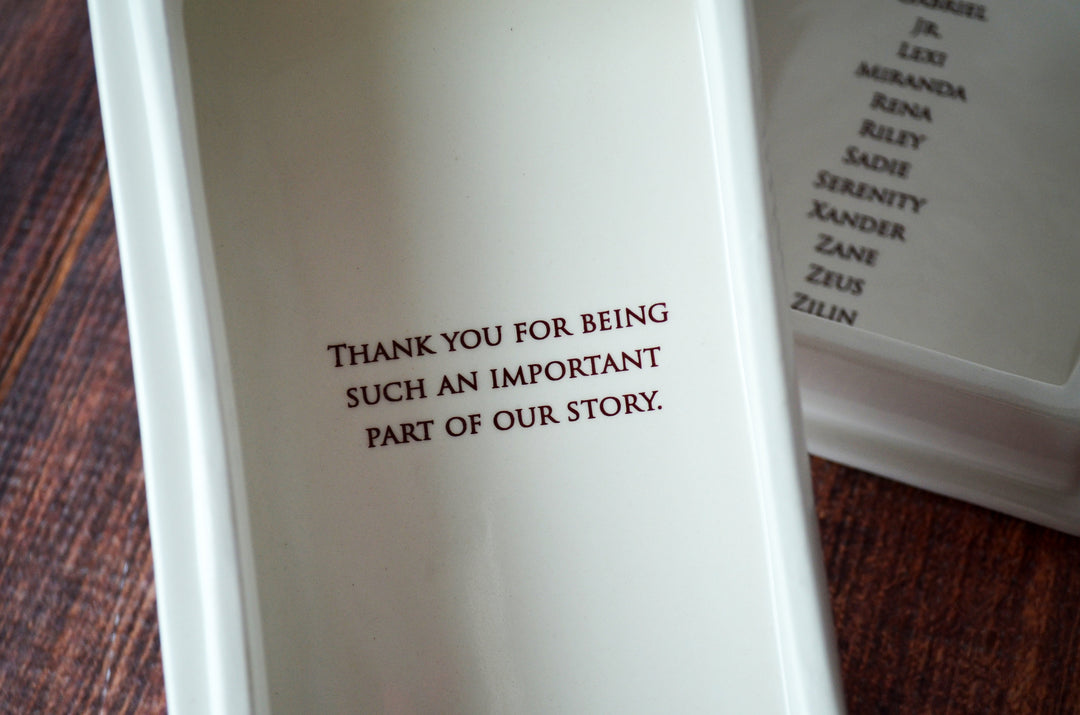 THANK YOU FOR BEING
SUCH AN IMPORTANT
PART OF OUR STORY.
GABRIEL
JR.
LEXI
MIRANDA
RENA
RILEY
SADIE
SERENITY
XANDER
ZANE
ZEUS
ZILIN